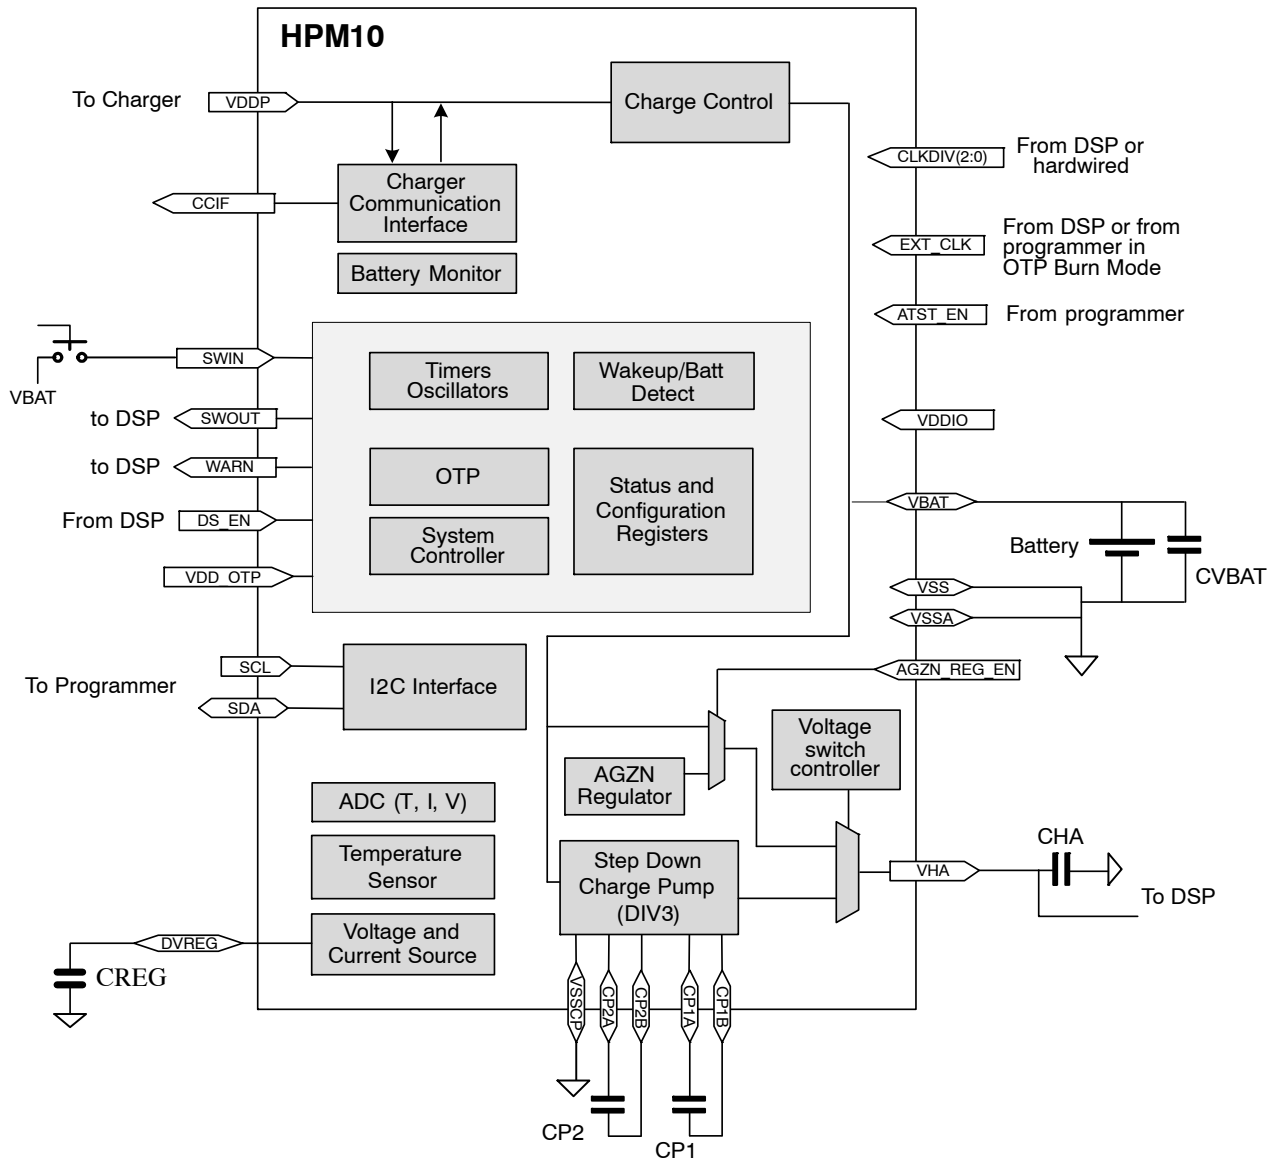 HPM10
To Charger
VDDP
Charge Control
CLKDIV(2:0)
From DSP or
hardwired
CCIF
Charger
Communication
Interface
EXT_CLK
From DSP or from
programmer in
OTP Burn Mode
Battery Monitor
ATST_EN
From programmer
SWIN
VBAT
Timers
Oscillators
Wakeup/Batt
Detect
to DSP
SWOUT
VDDIO
to DSP
WARN
OTP
Status and
Configuration
Registers
VBAT
From DSP
DS_EN
System
Controller
Battery
CVBAT
VDD_OTP
VSS
VSSA
To Programmer
SCL
SDA
I2C Interface
AGZN_REG_EN
Voltage
switch
controller
AGZN
Regulator
ADC (T, I, V)
Temperature
Sensor
Step Down
Charge Pump
(DIV3)
VHA
CHA
To DSP
Voltage and
Current Source
DVREG
CREG
VSSCP
CP2A
CP2B
CP1A
CP1B
CP2
CP1